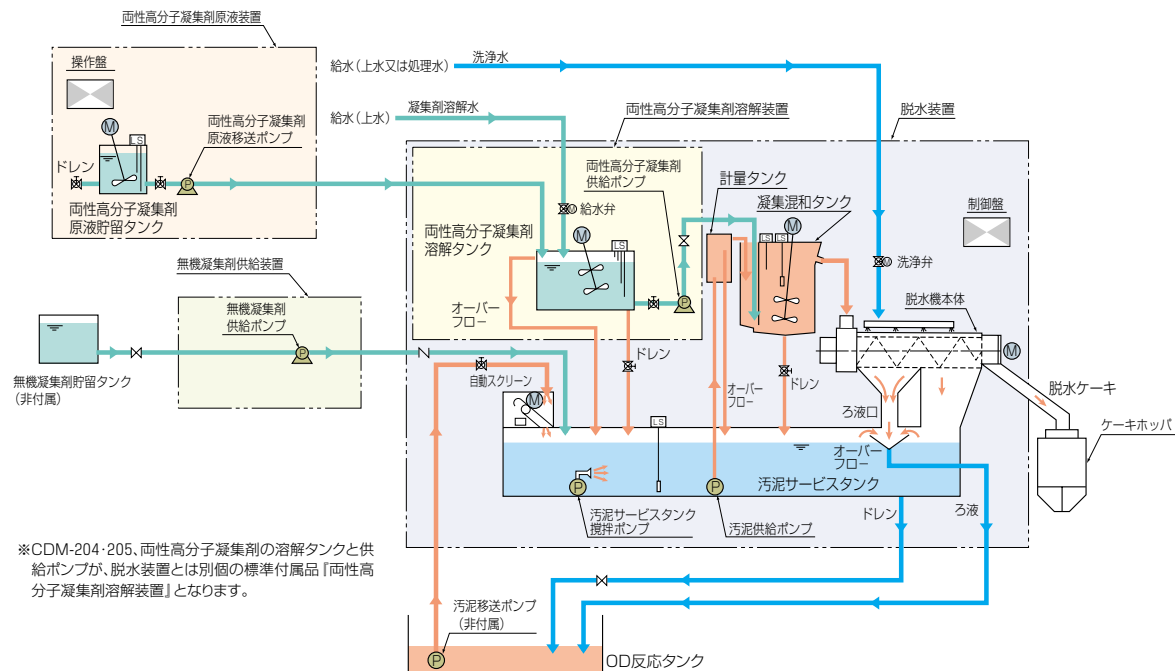 両性高分子凝集剤原液装置
操作盤
M
LS
両性高分子凝集剤
原液移送ポンプ
ドレン
P
両性高分子凝集剤
原液貯留タンク
給水(上水又は処理水)
洗浄水
給水(上水)
凝集剤溶解水
両性高分子凝集剤溶解装置
脱水装置
両性高分子凝集剤
供給ポンプ
給水弁
M
両性高分子凝集剤
溶解タンク
M
LS
P
オーバー
フロー
ドレン
計量タンク
凝集混和タンク
LS
LS
M
制御盤
洗浄弁
M
脱水機本体
M
脱水ケーキ
ケーキホッパ
無機凝集剤供給装置
無機凝集剤
供給ポンプ
P
無機凝集剤貯留タンク
(非付属)
自動スクリーン
M
オーバー
フロー
ドレン
ろ液口
LS
オーバー
フロー
汚泥サービスタンク
P
P
汚泥サービスタンク
撹拌ポンプ
汚泥供給ポンプ
ドレン
ろ液
※CDM-204・205、両性高分子凝集剤の溶解タンクと供
給ポンプが、脱水装置とは別個の標準付属品『両性高
分子凝集剤溶解装置』となります。
汚泥移送ポンプ
(非付属)
P
OD反応タンク